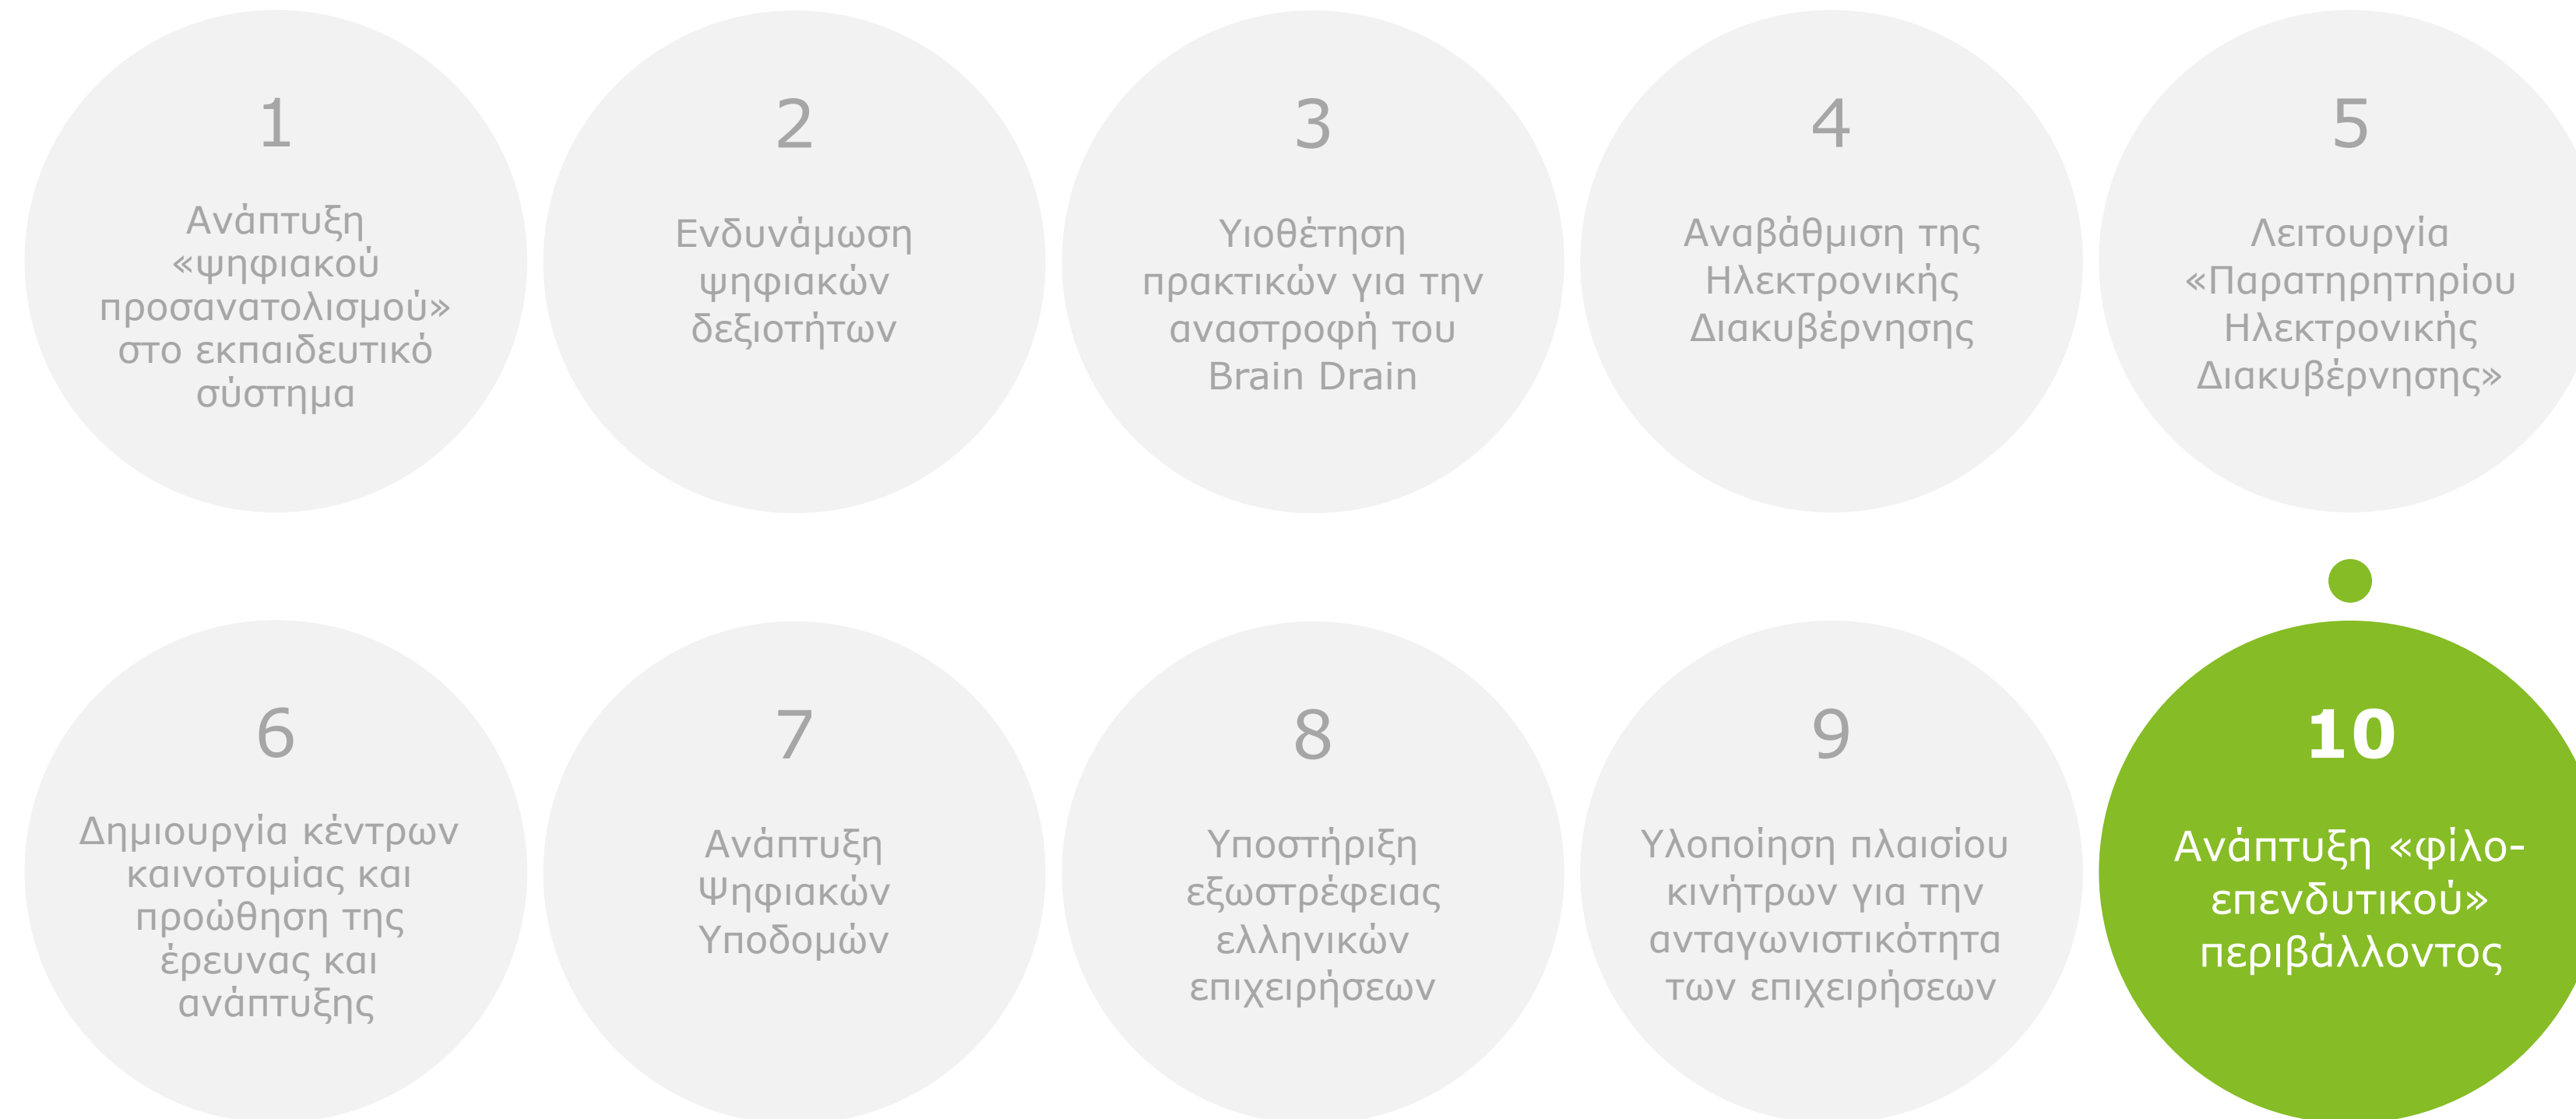 1
Ανάπτυξη
«ψηφιακού
προσανατολισμού»
στο εκπαιδευτικό
σύστημα
2
Ενδυνάμωση
ψηφιακών
δεξιοτήτων
3
Υιοθέτηση
πρακτικών για την
αναστροφή του
Brain Drain
4
Αναβάθμιση της
Ηλεκτρονικής
Διακυβέρνησης
5
Λειτουργία
«Παρατηρητηρίου
Ηλεκτρονικής
Διακυβέρνησης»
6
Δημιουργία κέντρων
καινοτομίας και
προώθηση της
έρευνας και
ανάπτυξης
7
Ανάπτυξη
Ψηφιακών
Υποδομών
8
Υποστήριξη
εξωστρέφειας
ελληνικών
επιχειρήσεων
9
Υλοποίηση πλαισίου
κινήτρων για την
ανταγωνιστικότητα
των επιχειρήσεων
10
Ανάπτυξη «φίλο-
επενδυτικού»
περιβάλλοντος